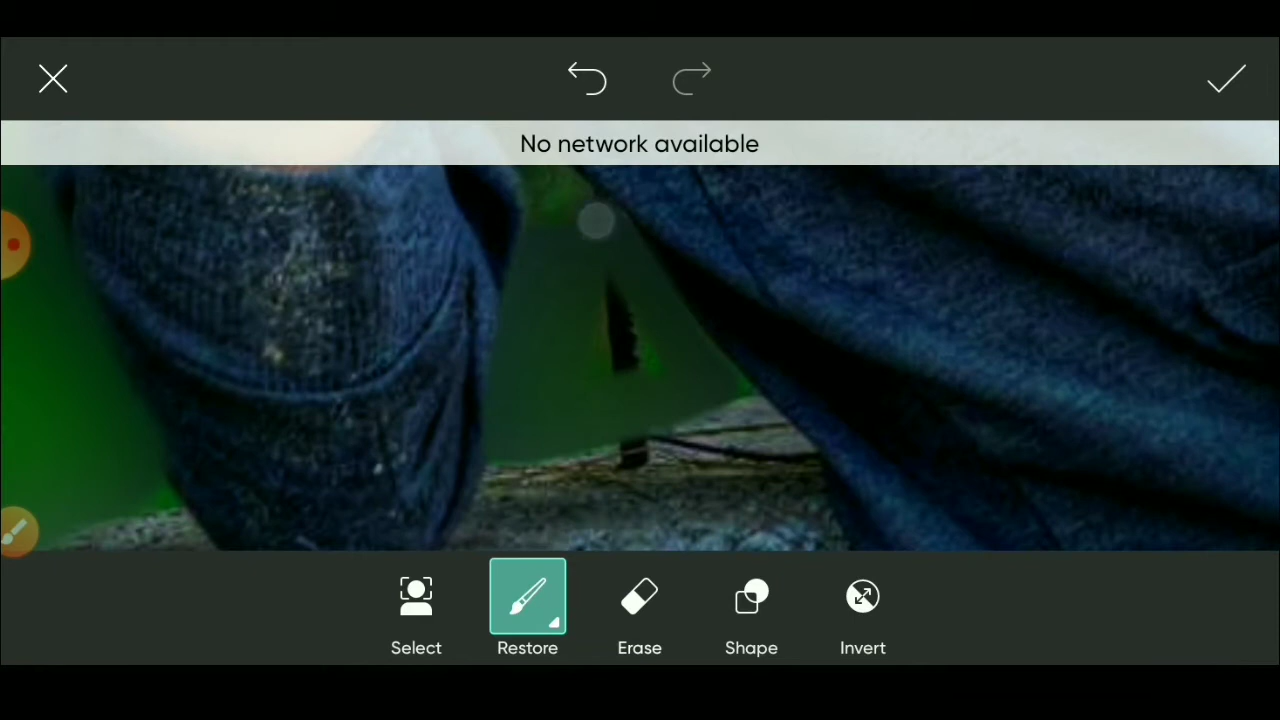 No network available
Select
Restore
Erase
Shape
Invert